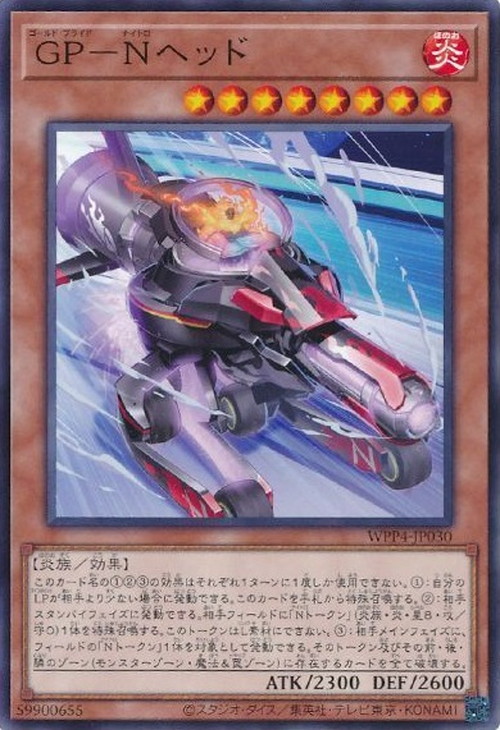 ゴールド プライド ナイトロ
GP－Nヘッド
ほのお
炎
N
WPP4-JP030
【炎族／効果】
このカード名の①②③の効果はそれぞれ1ターンに1度しか使用できない。①：自分の
LPが相手より少ない場合に発動できる。このカードを手札から特殊召喚する。②：相手
スタンバイフェイズに発動できる。相手フィールドに「Nトークン」（炎族・炎・星8・攻／
守0）1体を特殊召喚する。このトークンはL素材にできない。③：相手メインフェイズに、
フィールドの「Nトークン」1体を対象として発動できる。そのトークン及びその前・後・
隣のゾーン（モンスターゾーン・魔法＆罠ゾーン）に存在するカードを全て破壊する。
ATK/2300 DEF/2600
59900655
©スタジオ・ダイス／集英社・テレビ東京・KONAMI